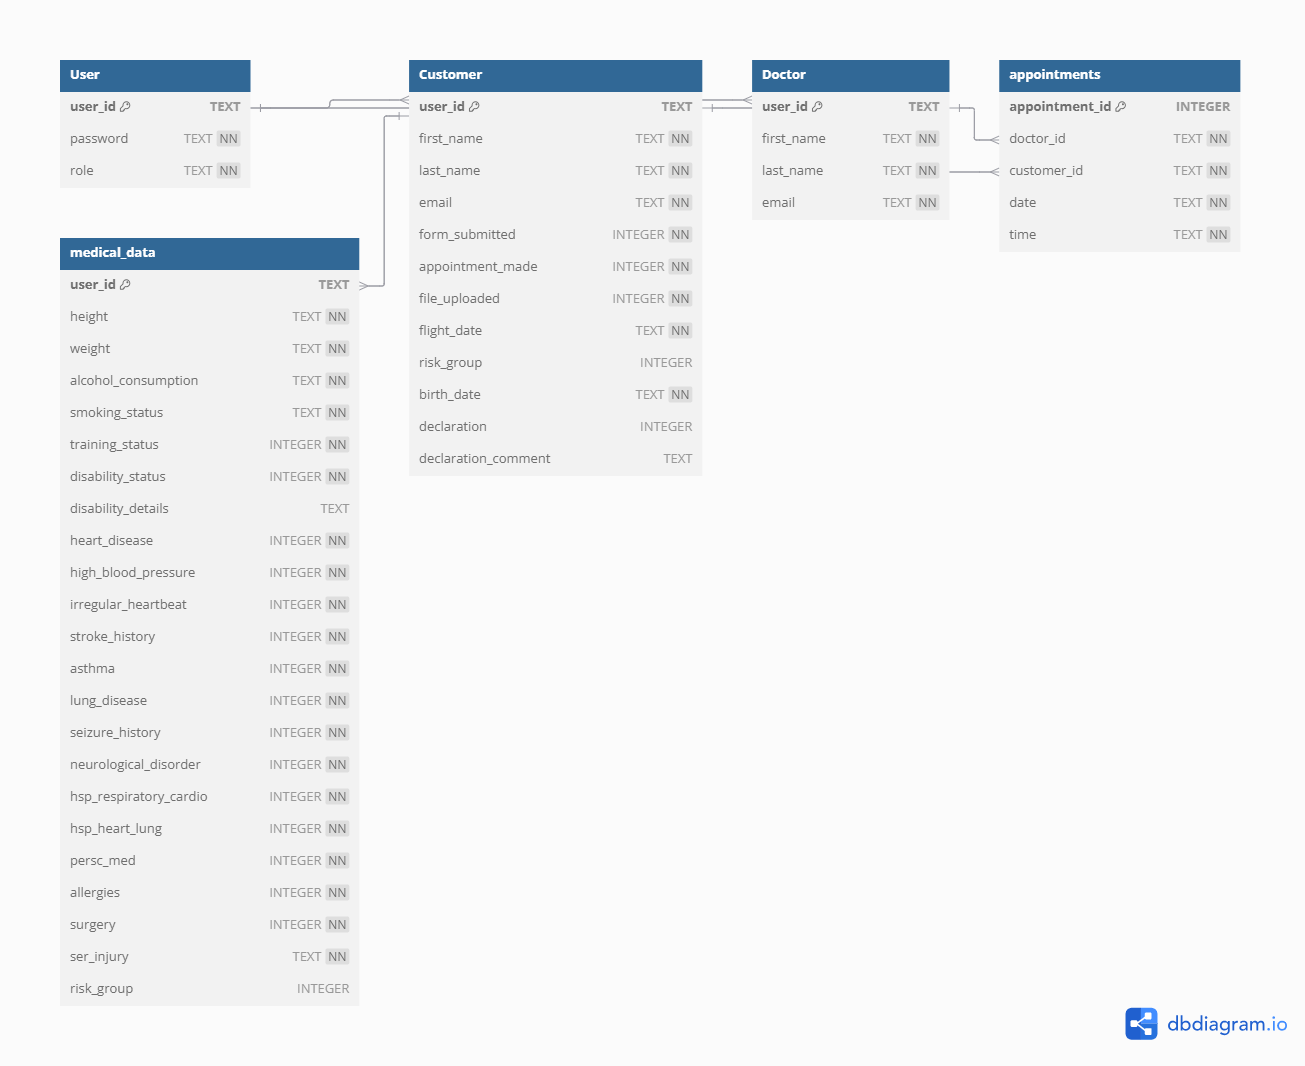 User
user_id TEXT
password TEXT NN
role TEXT NN
medical_data
user_id TEXT
height TEXT NN
weight TEXT NN
alcohol_consumption TEXT NN
smoking_status TEXT NN
training_status INTEGER NN
disability_status INTEGER NN
disability_details TEXT
heart_disease INTEGER NN
high_blood_pressure INTEGER NN
irregular_heartbeat INTEGER NN
stroke_history INTEGER NN
asthma INTEGER NN
lung_disease INTEGER NN
seizure_history INTEGER NN
neurological_disorder INTEGER NN
hsp_respiratory_cardio INTEGER NN
hsp_heart_lung INTEGER NN
persc_med INTEGER NN
allergies INTEGER NN
surgery INTEGER NN
ser_injury TEXT NN
risk_group INTEGER
Customer
user_id TEXT
first_name TEXT NN
last_name TEXT NN
email TEXT NN
form_submitted INTEGER NN
appointment_made INTEGER NN
file_uploaded INTEGER NN
flight_date TEXT NN
risk_group INTEGER
birth_date TEXT NN
declaration INTEGER
declaration_comment TEXT
Doctor
user_id TEXT
first_name TEXT NN
last_name TEXT NN
email TEXT NN
appointments
appointment_id INTEGER
doctor_id TEXT NN
customer_id TEXT NN
date TEXT NN
time TEXT NN
dbdiagram.io